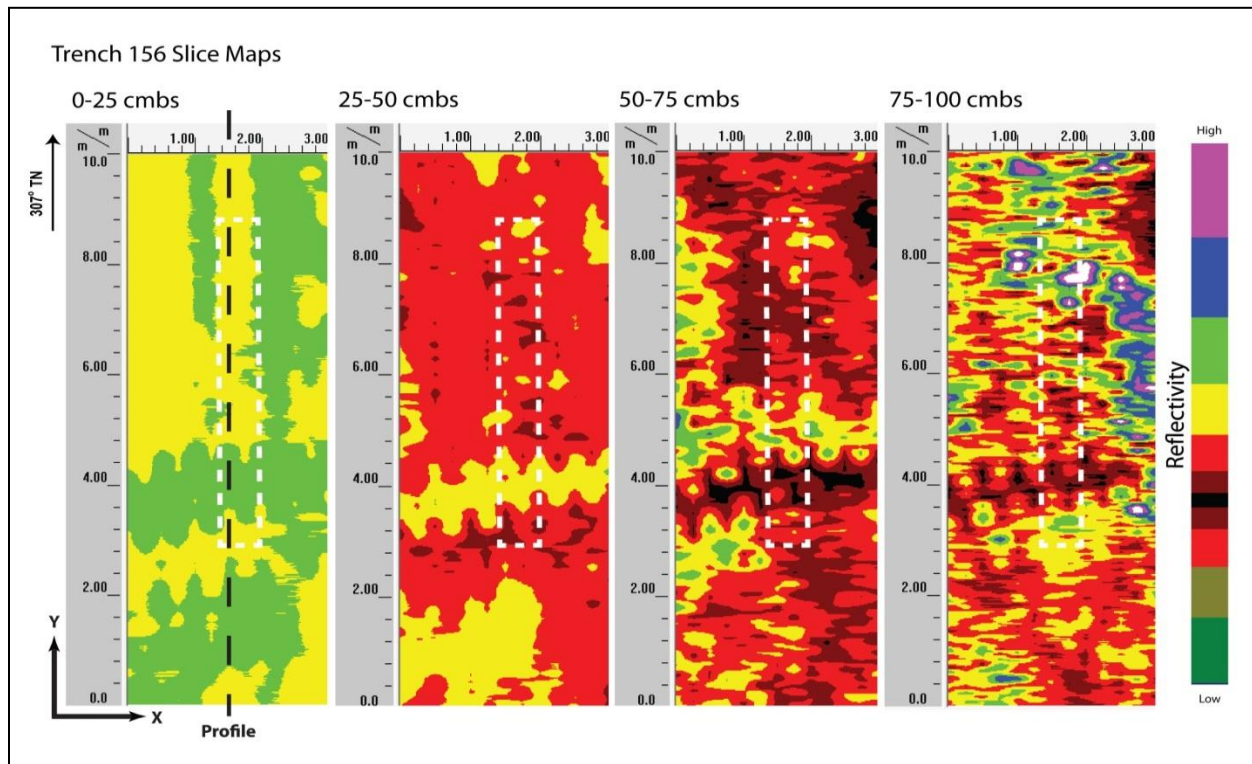 Trench 156 Slice Maps
0-25 cmbs
25-50 cmbs
50-75 cmbs
75-100 cmbs
High
m
m
1.00
2.00
3.00
m
m
1.00
2.00
3.00
m
m
1.00
2.00
3.00
m
m
1.00
2.00
3.00
307° TN
10.0
8.00
6.00
4.00
2.00
0.0
10.0
8.00
6.00
4.00
2.00
0.0
10.0
8.00
6.00
4.00
2.00
0.0
10.0
8.00
6.00
4.00
2.00
0.0
Reflectivity
Low
Y
X
Profile